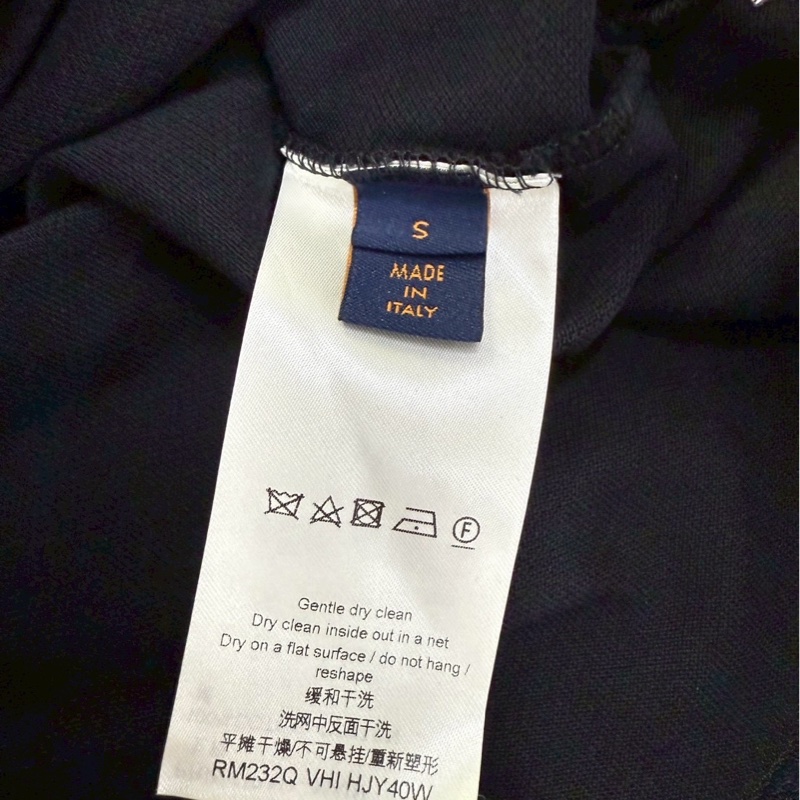 S
MADE
IN
ITALY
F
Gentle dry clean
Dry clean inside out in a net
Dry on a flat surface / do not hang /
reshape
缓和干洗
洗网中反面干洗
平摊干燥/不可悬挂/重新塑形
RM232Q VHI HJY40W